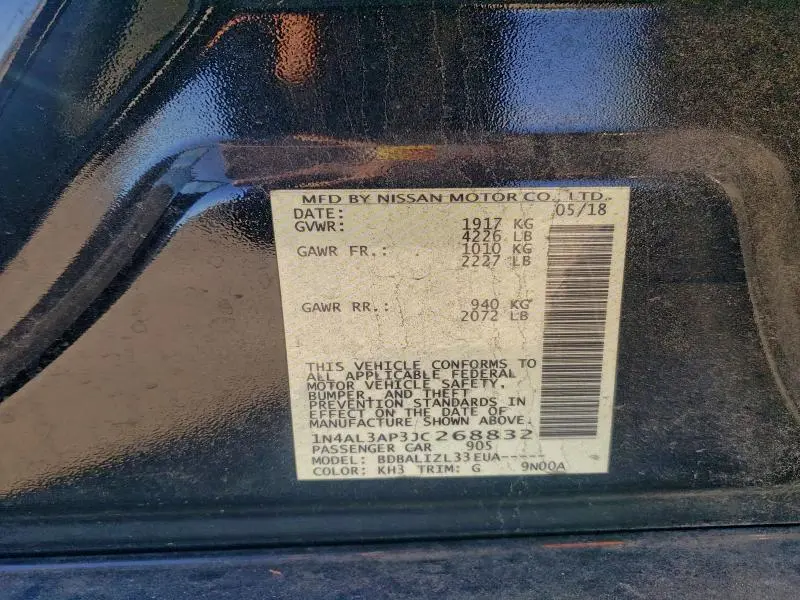 MFD BY NISSAN MOTOR CO., LTD.
DATE: 05/18
GVWR: 1917 KG
4226 LB
GAWR FR.: 1010 KG
2227 LB
GAWR RR.: 940 KG
2072 LB
THIS VEHICLE CONFORMS TO
ALL APPLICABLE FEDERAL
MOTOR VEHICLE SAFETY,
BUMPER, AND THEFT
PREVENTION STANDARDS IN
EFFECT ON THE DATE OF
MANUFACTURE SHOWN ABOVE.
1N4AL3AP3JC268832
PASSENGER CAR 905
MODEL: BDBALIZL33EUA-----
COLOR: KH3 TRIM: G 9N00A